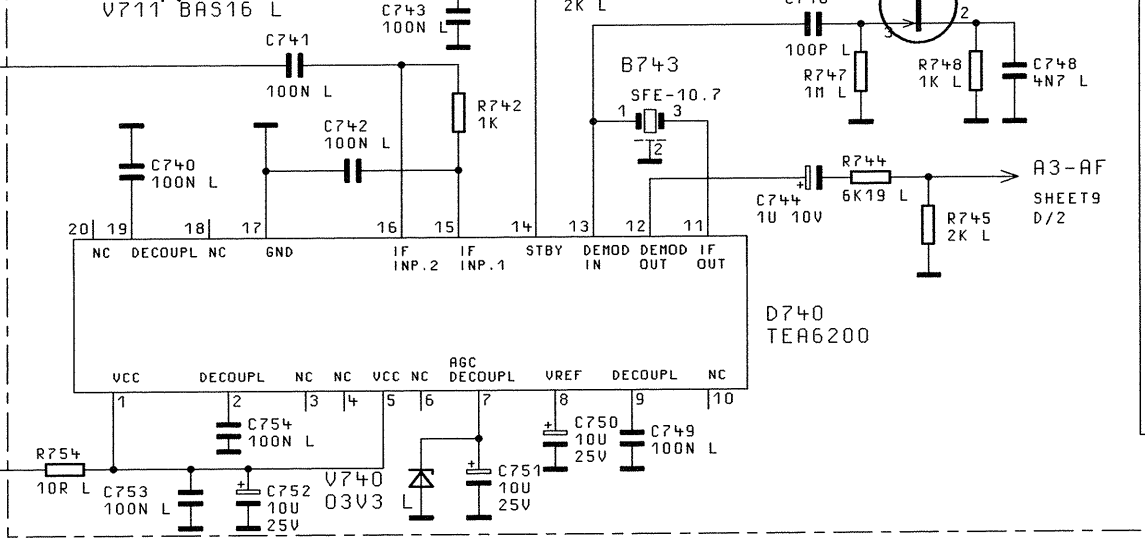 V711 BAS16 L
C743
100N L
2K L
100P L
2
3
C741
100N L
B743
SFE-10.7
1
3
2
R747
1M L
R748
1K L
C748
4N7 L
R742
1K
C742
100N L
C740
100N L
R744
6K19 L
A3-AF
SHEET9
D/2
C744
+
1U 10V
R745
2K L
20 19 18 17 16 15 14 13 12 11
NC DECOUPL NC GND IF INP.2 IF INP.1 STBY DEMOD IN DEMOD OUT IF OUT
D740
TEA6200
VCC DECOUPL NC NC VCC NC AGC DECOUPL VREF DECOUPL NC
1 2 3 4 5 6 7 8 9 10
C754
100N L
+
C750
10U
25V
C749
100N L
R754
10R L
C753
100N L
+
C752
10U
25V
V740
03V3 L
+
C751
10U
25V